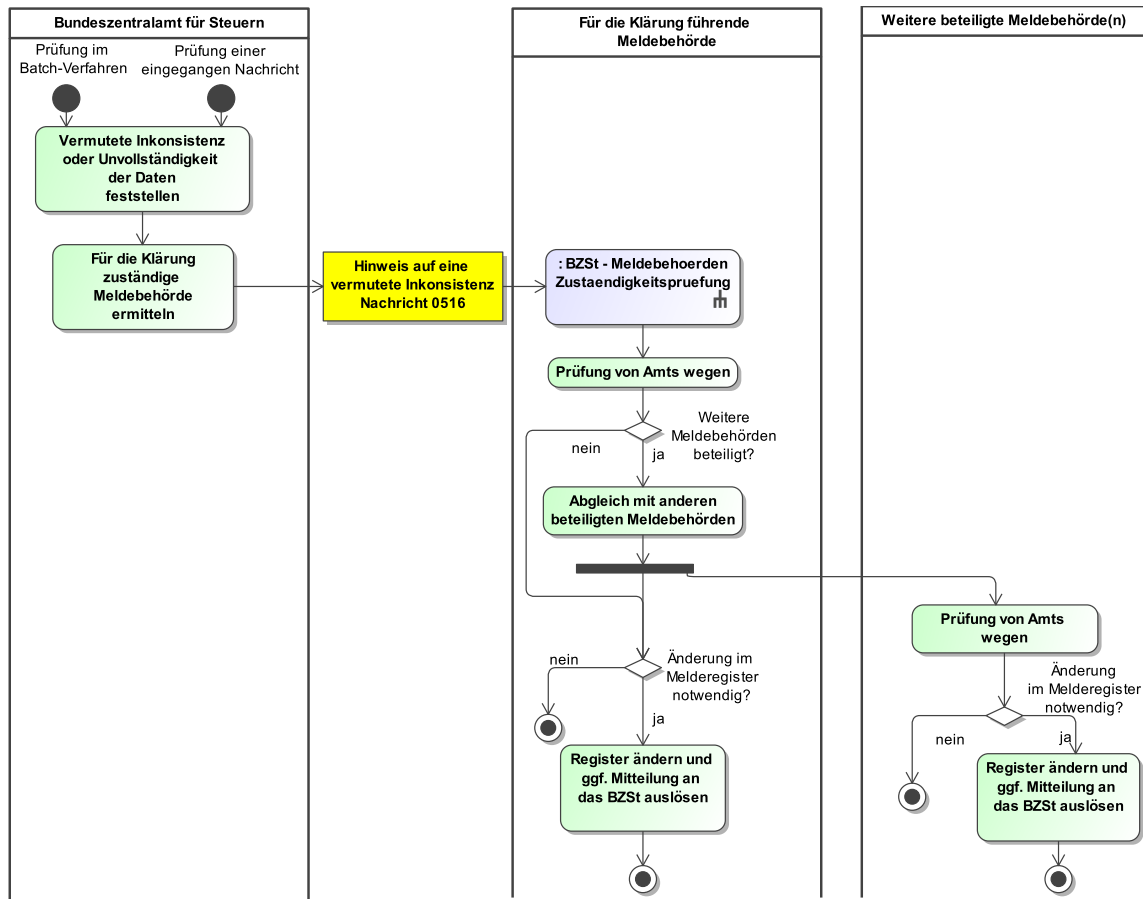 Bundeszentralamt für Steuern
Prüfung im
Batch-Verfahren
Prüfung einer
eingegangen Nachricht
Vermutete Inkonsistenz
oder Unvollständigkeit
der Daten
feststellen
Für die Klärung
zuständige
Meldebehörde
ermitteln
Hinweis auf eine
vermutete Inkonsistenz
Nachricht 0516
Für die Klärung führende
Meldebehörde
: BZSt - Meldebehoerden
Zustaendigkeitspruefung
Prüfung von Amts wegen
Weitere
Meldebehörden
beteiligt?
nein
ja
Abgleich mit anderen
beteiligten Meldebehörden
Änderung im
Melderegister
notwendig?
nein
ja
Register ändern und
ggf. Mitteilung an
das BZSt auslösen
Weitere beteiligte Meldebehörde(n)
Prüfung von Amts
wegen
Änderung
im Melderegister
notwendig?
nein
ja
Register ändern und
ggf. Mitteilung an
das BZSt auslösen